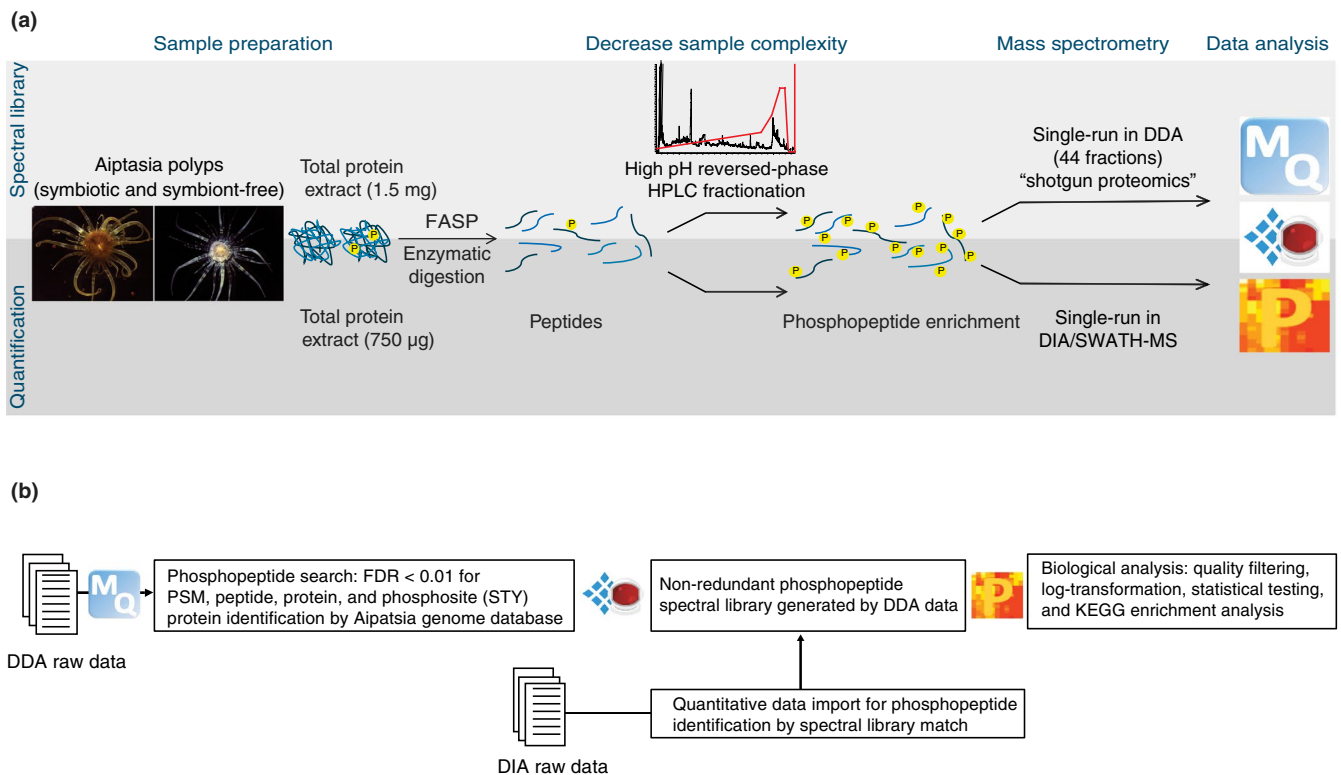 (a)
Sample preparation
Decrease sample complexity
Mass spectrometry
Data analysis
Spectral library
Quantification
Aiptasia polyps
(symbiotic and symbiont-free)
Total protein
extract (1.5 mg)
P
P
Total protein
extract (750 µg)
FASP
Enzymatic
digestion
P
Peptides
High pH reversed-phase
HPLC fractionation
P
P
P
P
P
P
P
P
P
P
P
P
P
Phosphopeptide enrichment
Single-run in DDA
(44 fractions)
“shotgun proteomics”
Single-run in
DIA/SWATH-MS
M
Q
P
(b)
DDA raw data
M
Q
Phosphopeptide search: FDR < 0.01 for
PSM, peptide, protein, and phosphosite (STY)
protein identification by Aipatsia genome database
Non-redundant phosphopeptide
spectral library generated by DDA data
P
Biological analysis: quality filtering,
log-transformation, statistical testing,
and KEGG enrichment analysis
DIA raw data
Quantitative data import for phosphopeptide
identification by spectral library match